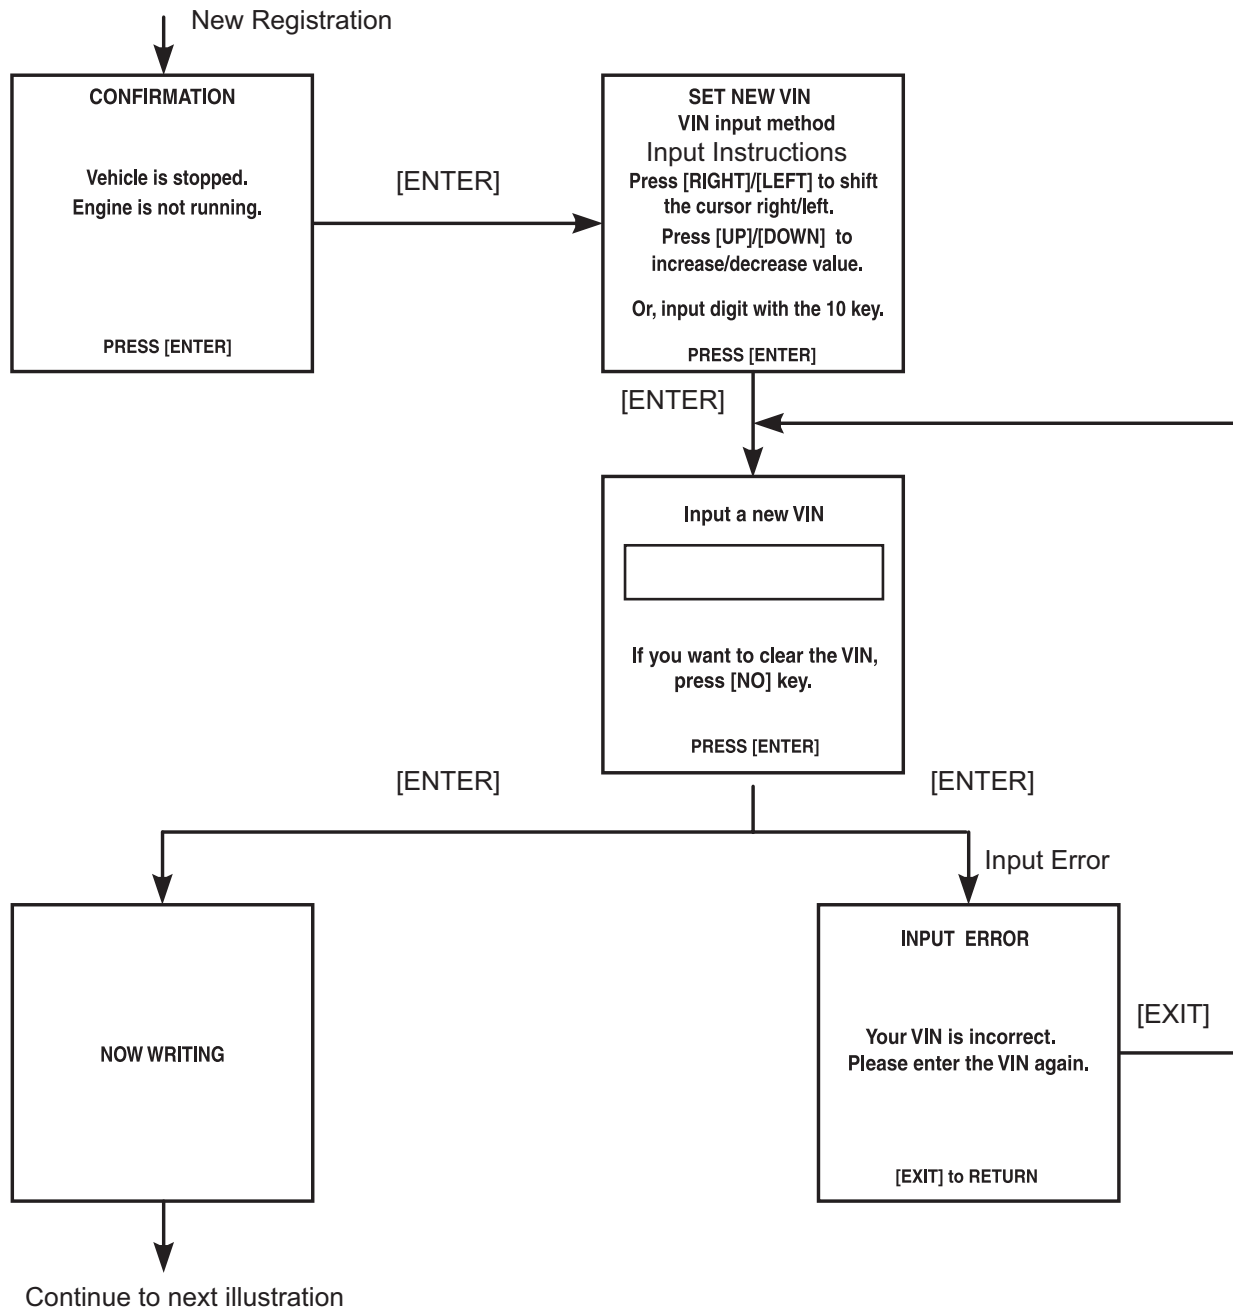 New Registration
CONFIRMATION
Vehicle is stopped.
Engine is not running.
PRESS [ENTER]
[ENTER]
SET NEW VIN
VIN input method
Input Instructions
Press [RIGHT]/[LEFT] to shift
the cursor right/left.
Press [UP]/[DOWN] to
increase/decrease value.
Or, input digit with the 10 key.
PRESS [ENTER]
[ENTER]
Input a new VIN
If you want to clear the VIN,
press [NO] key.
PRESS [ENTER]
[ENTER]
[ENTER]
Input Error
NOW WRITING
INPUT ERROR
Your VIN is incorrect.
Please enter the VIN again.
[EXIT] to RETURN
[EXIT]
Continue to next illustration